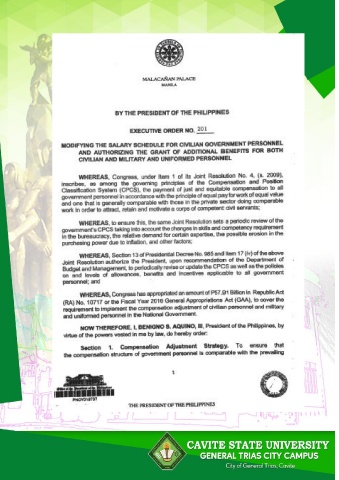 MALACAÑAN PALACE
MANILA
BY THE PRESIDENT OF THE PHILIPPINES
EXECUTIVE ORDER NO. 201
MODIFYING THE SALARY SCHEDULE FOR CIVILIAN GOVERNMENT PERSONNEL
AND AUTHORIZING THE GRANT OF ADDITIONAL BENEFITS FOR BOTH
CIVILIAN AND MILITARY AND UNIFORMED PERSONNEL
WHEREAS, Congress, under Item 1 of its Joint Resolution No. 4, (s. 2009),
inscribes, as among the governing principles of the Compensation and Position
Classification System (CPCS), the payment of just and equitable compensation to all
government personnel in accordance with the principle of equal pay for work of equal value
and one that is generally comparable with those in the private sector doing comparable
work in order to attract, retain and motivate a corps of competent civil servants;
WHEREAS, to ensure this, the same Joint Resolution sets a periodic review of the
government's CPCS taking into account the changes in skills and competency requirement
in the bureaucracy, the relative demand for certain expertise, the possible erosion in the
purchasing power due to inflation, and other factors;
WHEREAS, Section 13 of Presidential Decree No. 985 and Item 17 (iv) of the above
Joint Resolution authorize the President, upon recommendation of the Department of
Budget and Management, to periodically review or update the CPCS as well as the policies
on and levels of allowances, benefits and incentives applicable to all government
personnel; and
WHEREAS, Congress has appropriated an amount of P57.91 Billion in Republic Act
(RA) No. 10717 or the Fiscal Year 2016 General Appropriations Act (GAA), to cover the
requirement to implement the compensation adjustment of civilian personnel and military
and uniformed personnel in the National Government.
NOW THEREFORE, I, BENIGNO S. AQUINO, III, President of the Philippines, by
virtue of the powers vested in me by law, do hereby order:
Section 1. Compensation Adjustment Strategy. To ensure that
the compensation structure of government personnel is comparable with the prevailing
1
THE PRESIDENT OF THE PHILIPPINES
CAVITE STATE UNIVERSITY
GENERAL TRIAS CITY CAMPUS
City of General Trias, Cavite